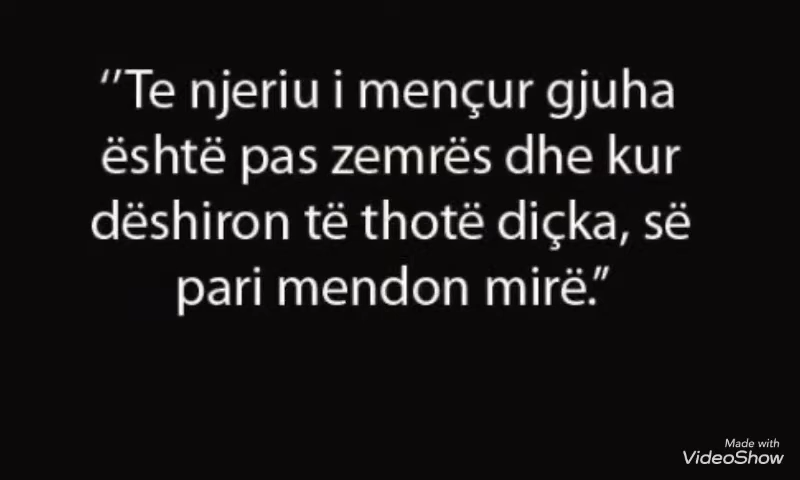 ‘’Te njeriu i mençur gjuha
është pas zemrës dhe kur
dëshiron të thotë diçka, së
pari mendon mirë.”
Made with
VideoShow